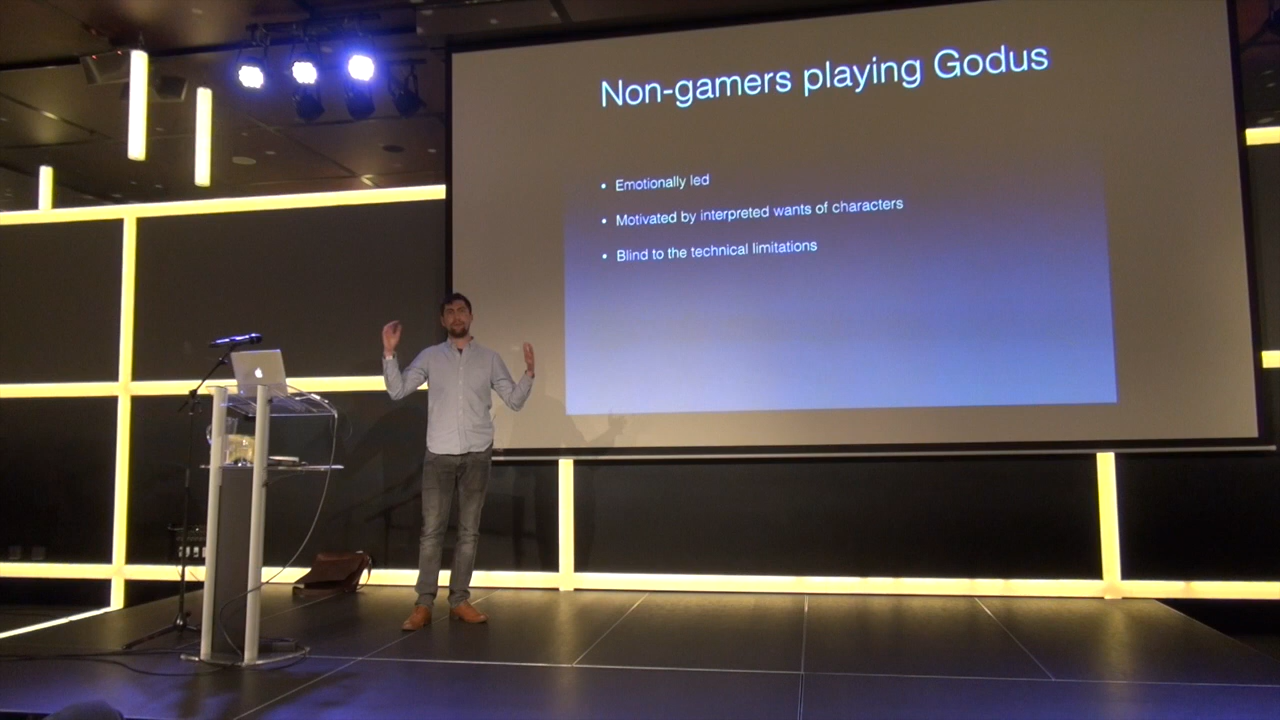 Non-gamers playing Godus
• Emotionally led
• Motivated by interpreted wants of characters
• Blind to the technical limitations